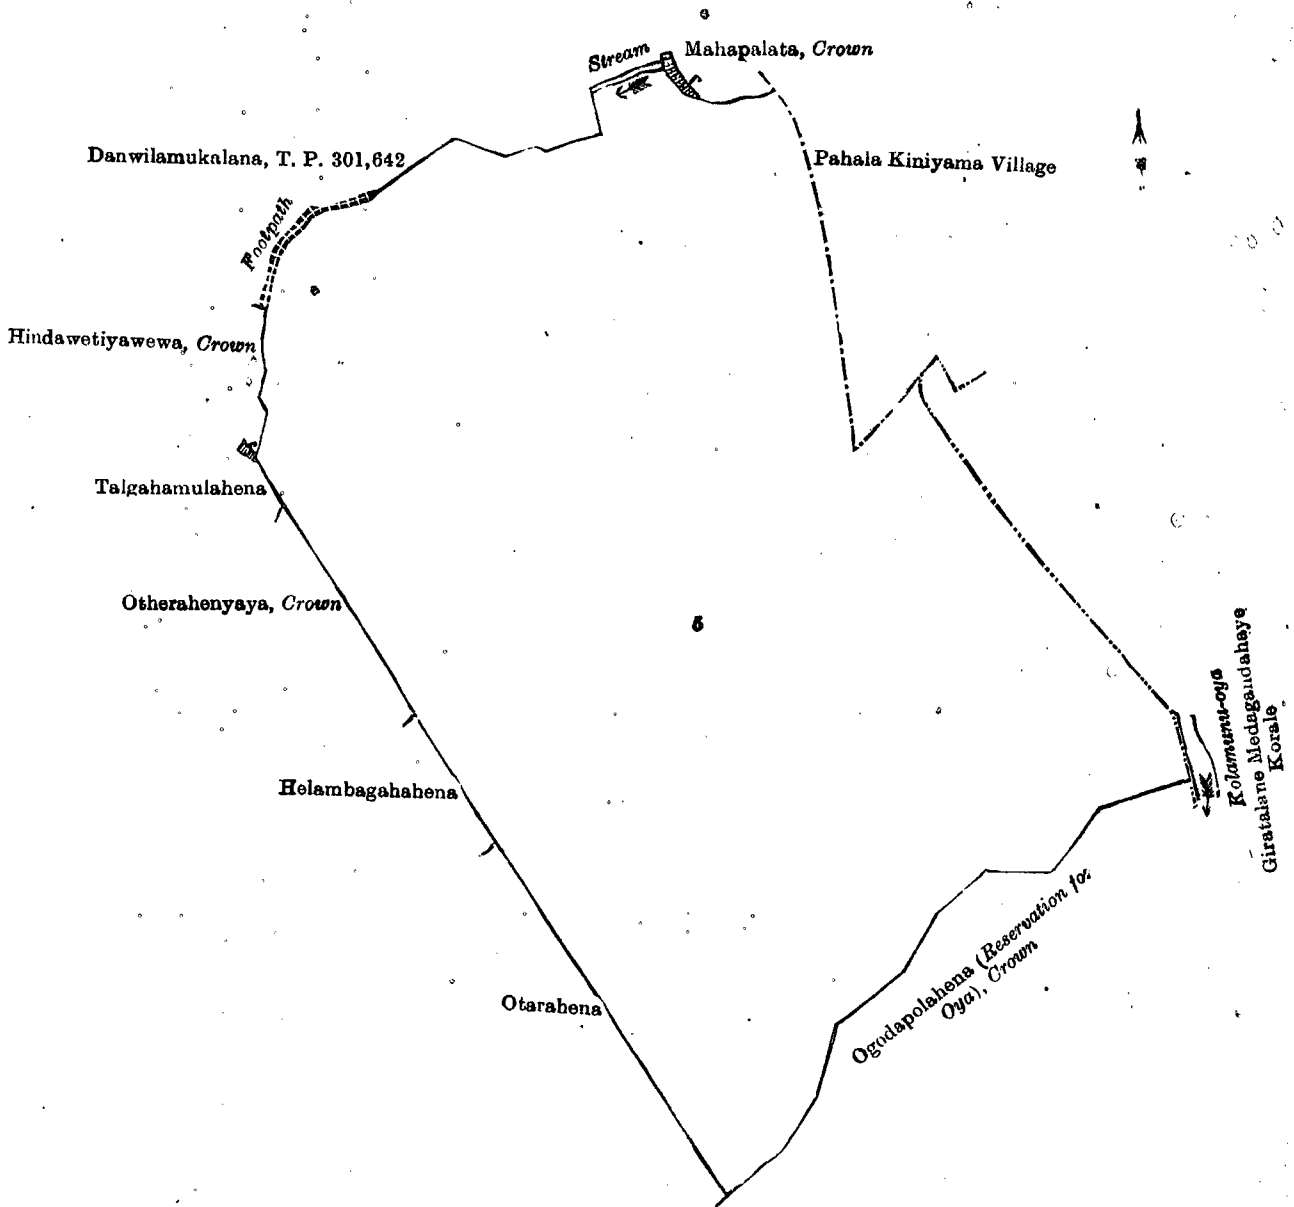 Stream
Mahapalata, Crown
Danwilamukalana, T. P. 301,642
Pahala Kiniyama Village
Footpath
Hindawetiyawewa, Crown
Talgahamulahena
Otherahenyaya, Crown
5
Kolamunu-oya
Giratalane Medagandahaye
Korale
Helambagahahena
Ogodapolahena (Reservation for
Oya), Crown
Otarahena